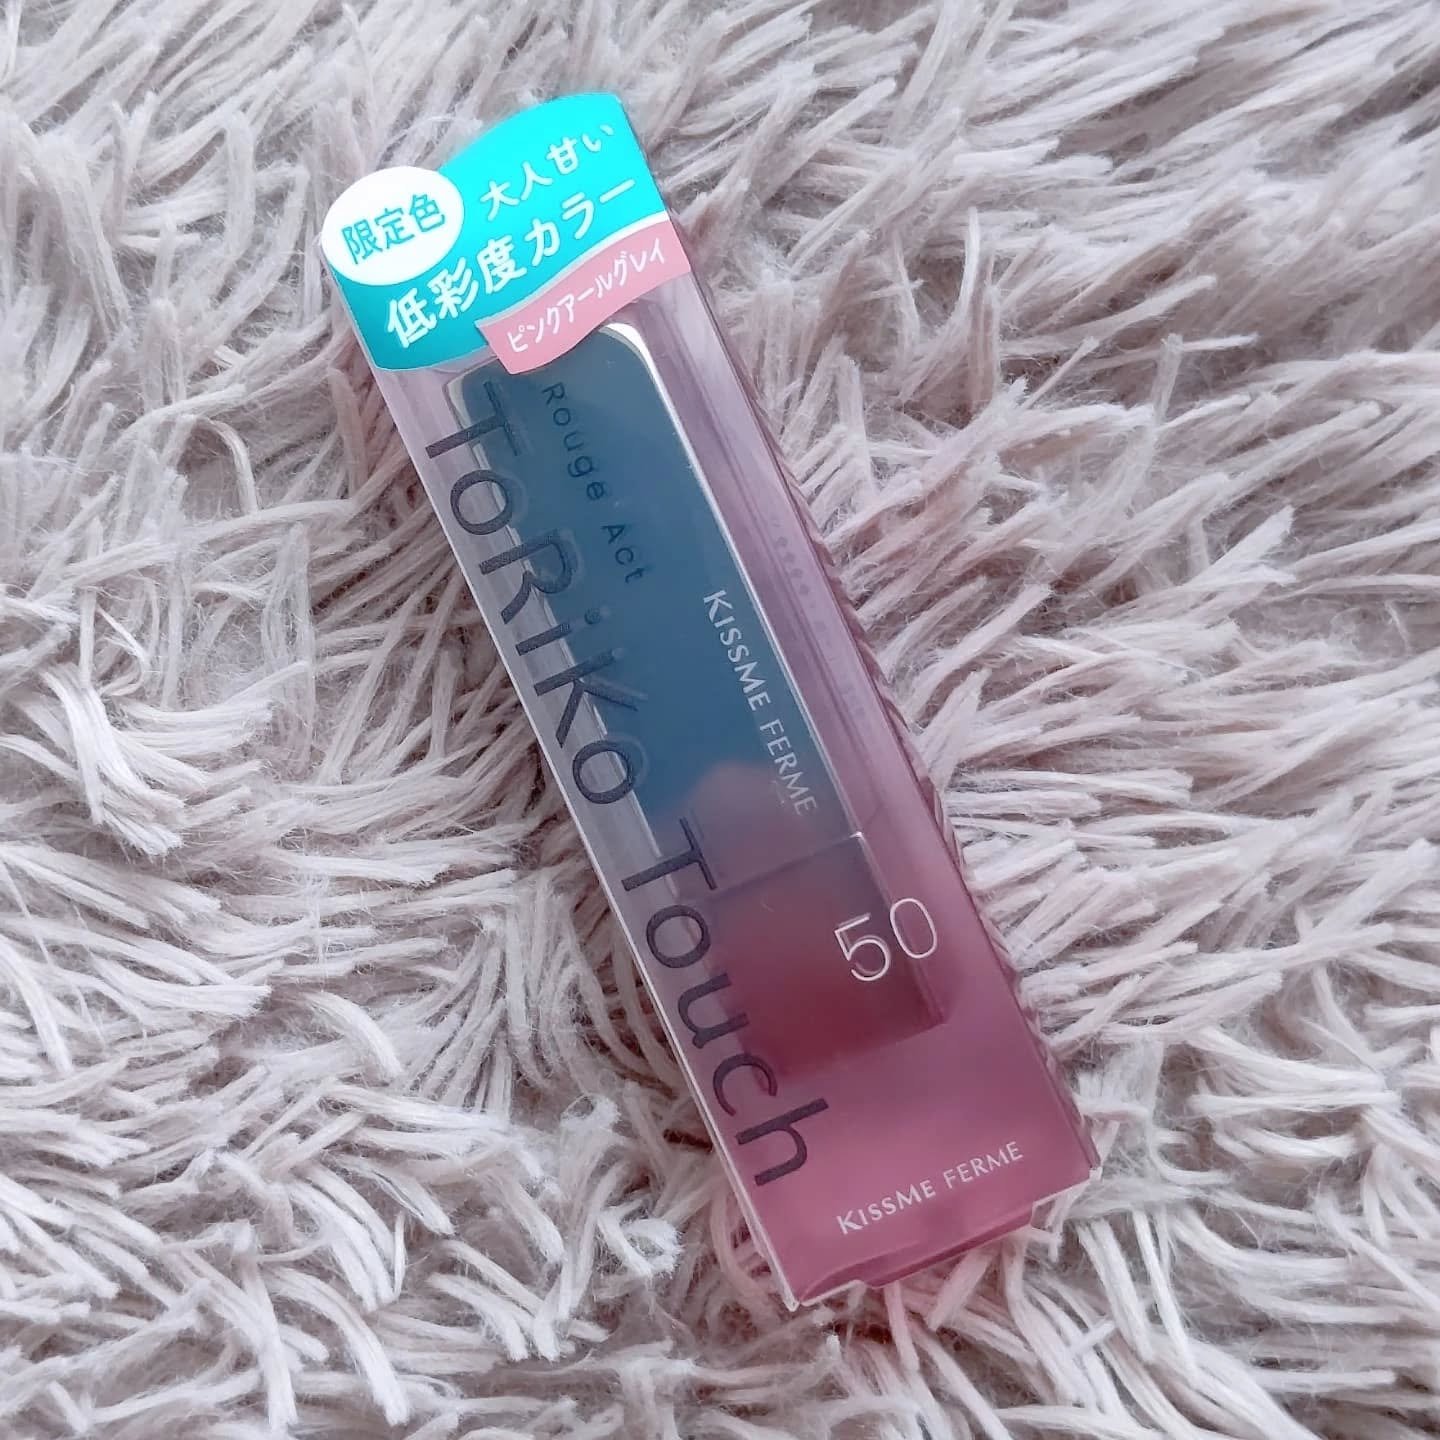 限定色
大人甘い
低彩度カラー
ピンクアールグレイ
Rouge Act
ToRiKo Touch
KISSME FERME
50
KISSME FERME